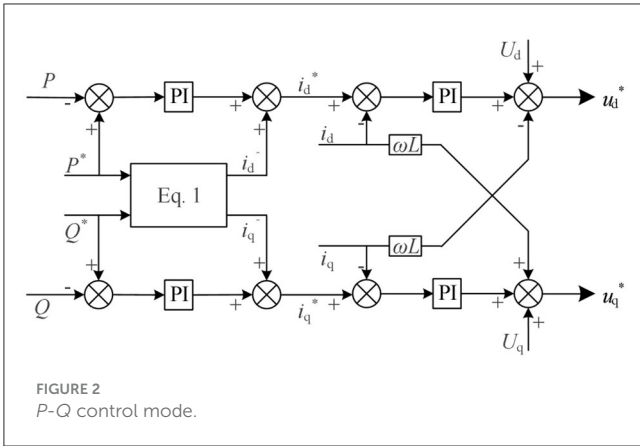 U_d
+
P - PI + + i_d^* + PI + u_d^*
+ - -
i_d ωL
P^* i_d^-
Eq. 1
Q^* i_q^-
i_q ωL
+ + - +
Q - PI + i_q^* + PI + u_q^*
+
U_q
FIGURE 2
P-Q control mode.